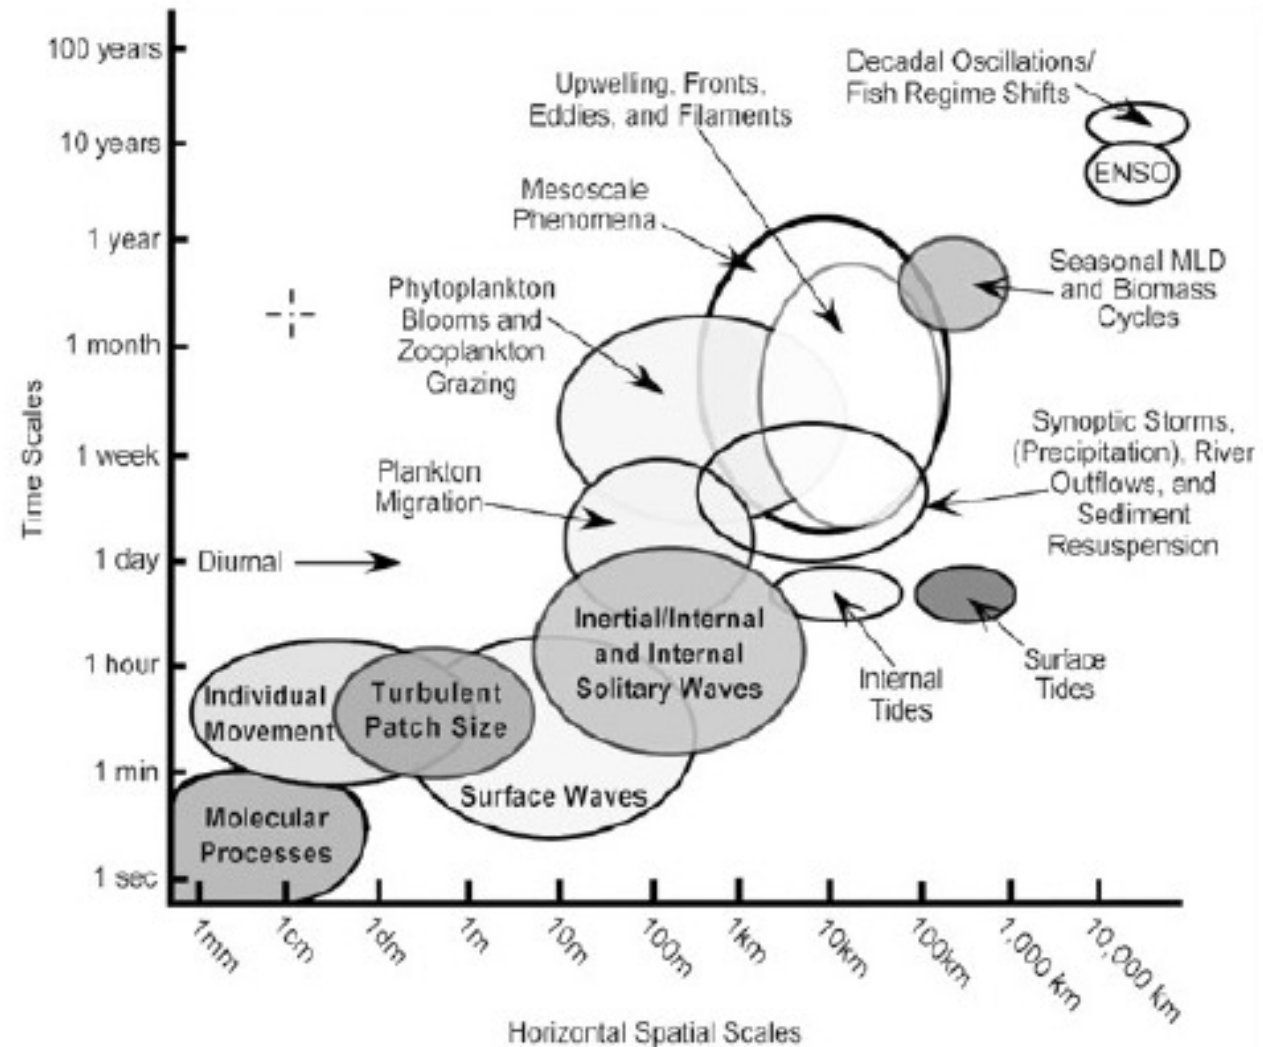 100 years
10 years
1 year
1 month
1 week
1 day
1 hour
1 min
1 sec
Time Scales
Decadal Oscillations/
Fish Regime Shifts
ENSO
Upwelling, Fronts,
Eddies, and Filaments
Mesoscale
Phenomena
Seasonal MLD
and Biomass
Cycles
Phytoplankton
Blooms and
Zooplankton
Grazing
Synoptic Storms,
(Precipitation), River
Outflows, and
Sediment
Resuspension
Plankton
Migration
Diurnal
Inertial/Internal
and Internal
Solitary Waves
Internal
Tides
Surface
Tides
Individual
Movement
Turbulent
Patch Size
Surface Waves
Molecular
Processes
1mm
1cm
1dm
1m
10m
100m
1km
10km
100km
1,000 km
10,000 km
Horizontal Spatial Scales